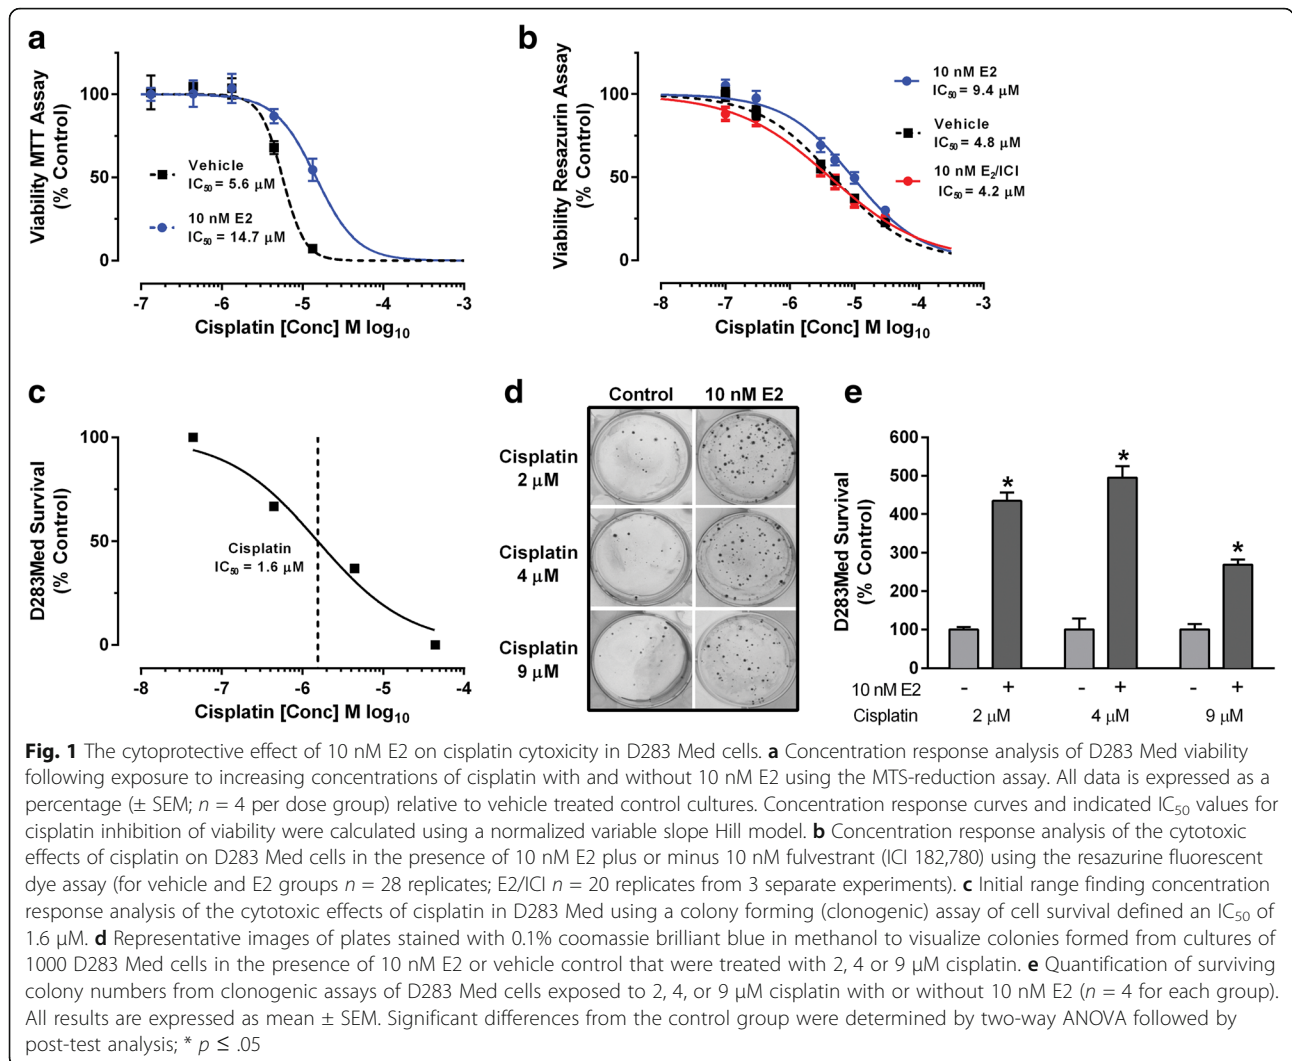 a
Viability MTT Assay
(% Control)
100
50
0
Vehicle
IC50 = 5.6 µM
10 nM E2
IC50 = 14.7 µM
-7 -6 -5 -4 -3
Cisplatin [Conc] M log10
b
Viability Resazurin Assay
(% Control)
100
50
0
10 nM E2
IC50 = 9.4 µM
Vehicle
IC50 = 4.8 µM
10 nM E2/ICI
IC50 = 4.2 µM
-8 -7 -6 -5 -4 -3
Cisplatin [Conc] M log10
c
D283Med Survival
(% Control)
100
50
0
Cisplatin
IC50 = 1.6 µM
-8 -7 -6 -5 -4
Cisplatin [Conc] M log10
d
Control 10 nM E2
Cisplatin
2 µM
Cisplatin
4 µM
Cisplatin
9 µM
e
D283Med Survival
(% Control)
600
500
400
300
200
100
0
* * *
10 nM E2 - + - + - +
Cisplatin 2 µM 4 µM 9 µM
Fig. 1 The cytoprotective effect of 10 nM E2 on cisplatin cytoxicity in D283 Med cells. a Concentration response analysis of D283 Med viability
following exposure to increasing concentrations of cisplatin with and without 10 nM E2 using the MTS-reduction assay. All data is expressed as a
percentage (± SEM; n = 4 per dose group) relative to vehicle treated control cultures. Concentration response curves and indicated IC50 values for
cisplatin inhibition of viability were calculated using a normalized variable slope Hill model. b Concentration response analysis of the cytotoxic
effects of cisplatin on D283 Med cells in the presence of 10 nM E2 plus or minus 10 nM fulvestrant (ICI 182,780) using the resazurine fluorescent
dye assay (for vehicle and E2 groups n = 28 replicates; E2/ICI n = 20 replicates from 3 separate experiments). c Initial range finding concentration
response analysis of the cytotoxic effects of cisplatin in D283 Med using a colony forming (clonogenic) assay of cell survival defined an IC50 of
1.6 µM. d Representative images of plates stained with 0.1% coomassie brilliant blue in methanol to visualize colonies formed from cultures of
1000 D283 Med cells in the presence of 10 nM E2 or vehicle control that were treated with 2, 4 or 9 µM cisplatin. e Quantification of surviving
colony numbers from clonogenic assays of D283 Med cells exposed to 2, 4, or 9 µM cisplatin with or without 10 nM E2 (n = 4 for each group).
All results are expressed as mean ± SEM. Significant differences from the control group were determined by two-way ANOVA followed by
post-test analysis; * p ≤ .05